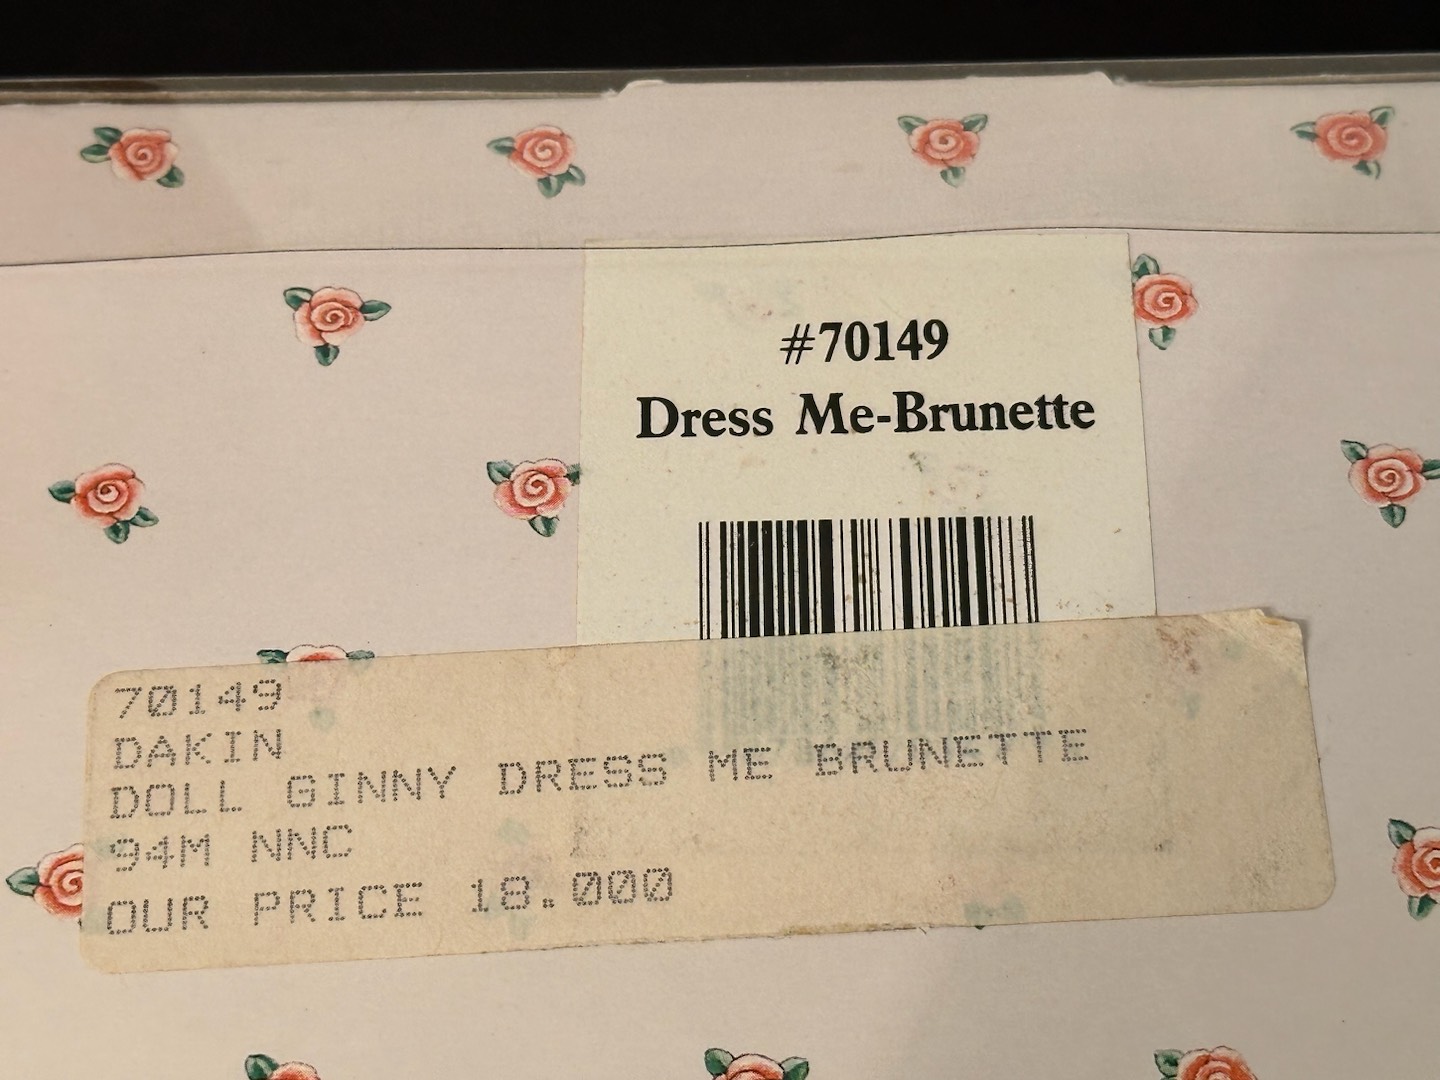 #70149
Dress Me-Brunette
70149
DAKIN
DOLL GINNY DRESS ME BRUNETTE
94M NNC
OUR PRICE 18.000